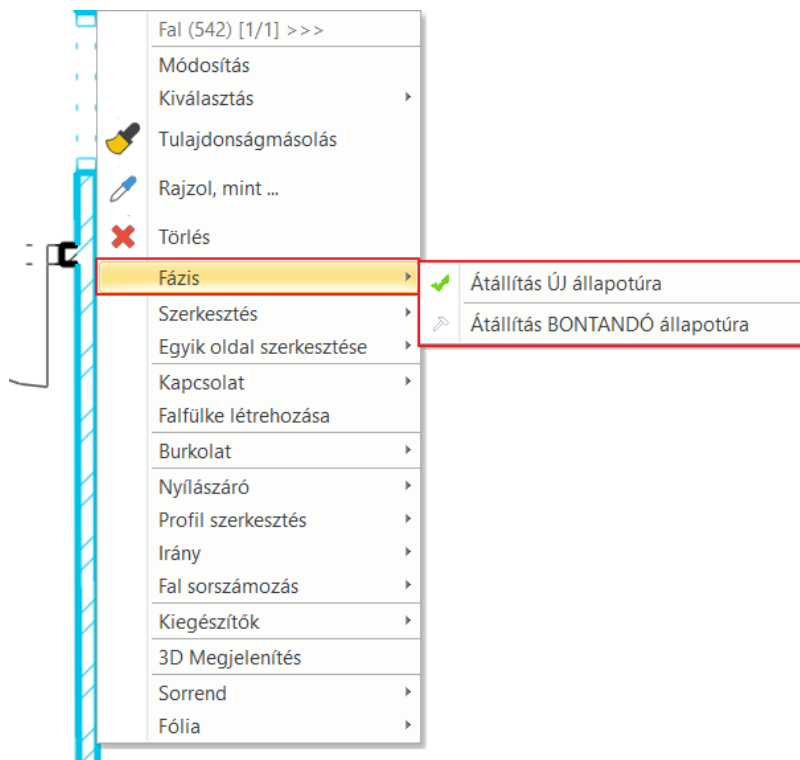 Fal (542) [1/1] >>>
Módosítás
Kiválasztás
Tulajdonságmásolás
Rajzol, mint ...
Törlés
Fázis
Átállítás ÚJ állapotúra
Szerkesztés
Átállítás BONTANDÓ állapotúra
Egyik oldal szerkesztése
Kapcsolat
Falfülke létrehozása
Burkolat
Nyílászáró
Profil szerkesztés
Irány
Fal sorszámozás
Kiegészítők
3D Megjelenítés
Sorrend
Fólia